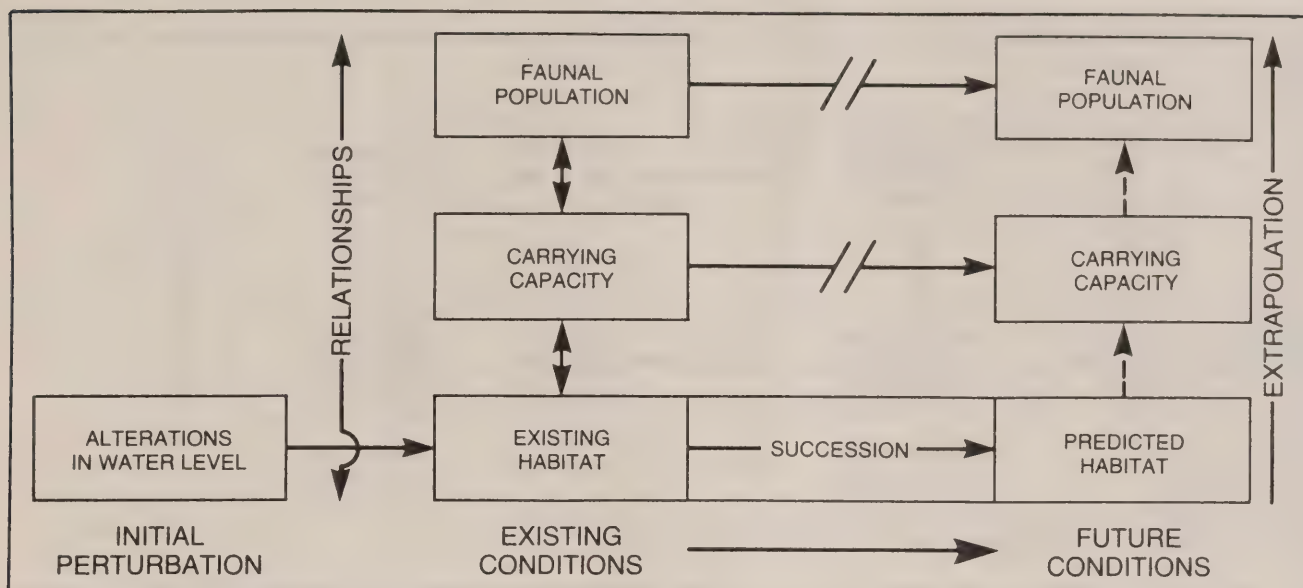 FAUNAL
POPULATION
FAUNAL
POPULATION
RELATIONSHIPS
CARRYING
CAPACITY
CARRYING
CAPACITY
EXTRAPOLATION
ALTERATIONS
IN WATER LEVEL
EXISTING
HABITAT
SUCCESSION
PREDICTED
HABITAT
INITIAL
PERTURBATION
EXISTING
CONDITIONS
FUTURE
CONDITIONS